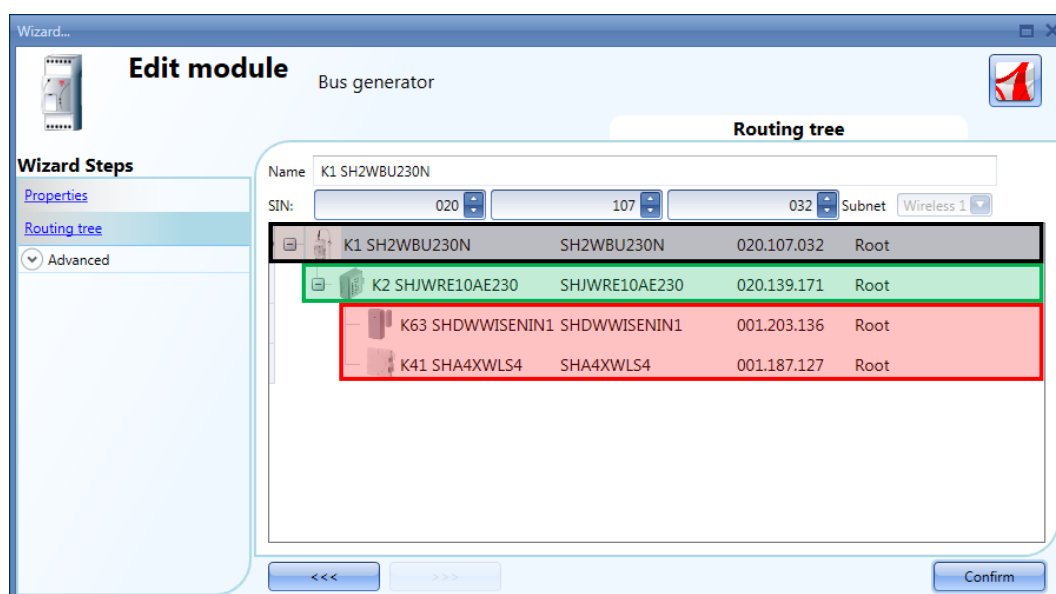 Wizard...
Edit module Bus generator
Routing tree
Wizard Steps
Properties
Routing tree
Advanced
Name K1 SH2WBU230N
SIN: 020 107 032 Subnet Wireless 1
K1 SH2WBU230N SH2WBU230N 020.107.032 Root
K2 SHJWRE10AE230 SHJWRE10AE230 020.139.171 Root
K63 SHDWWISENIN1 SHDWWISENIN1 001.203.136 Root
K41 SHA4XWLS4 SHA4XWLS4 001.187.127 Root
<<< >>> Confirm